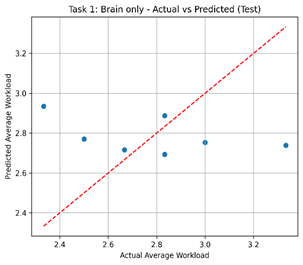 Task 1: Brain only - Actual vs Predicted (Test)
3.2
3.0
2.8
2.6
2.4
Predicted Average Workload
2.4 2.6 2.8 3.0 3.2
Actual Average Workload